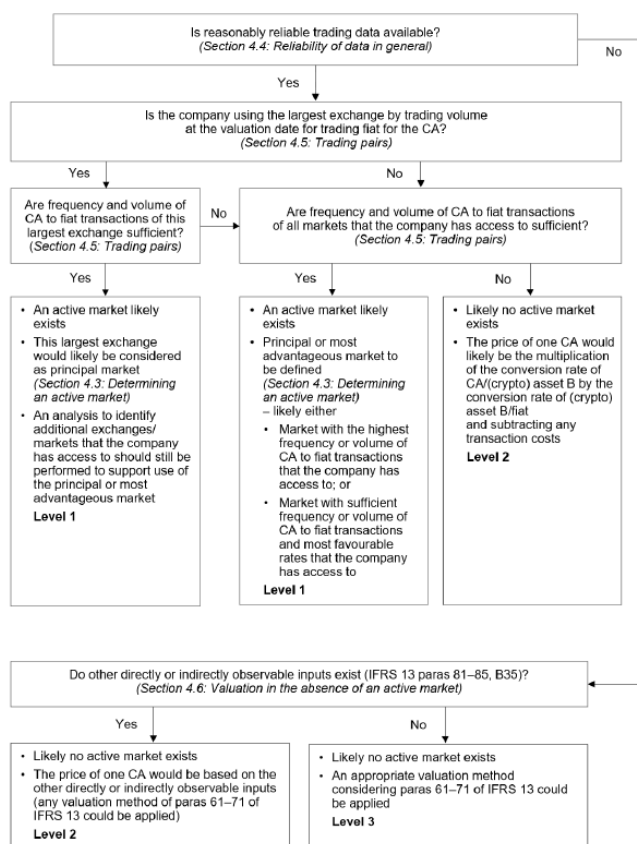 Is reasonably reliable trading data available?
(Section 4.4: Reliability of data in general)
No
Yes
Is the company using the largest exchange by trading volume
at the valuation date for trading fiat for the CA?
(Section 4.5: Trading pairs)
Yes
No
Are frequency and volume of
CA to fiat transactions of this
largest exchange sufficient?
(Section 4.5: Trading pairs)
No
Are frequency and volume of CA to fiat transactions
of all markets that the company has access to sufficient?
(Section 4.5: Trading pairs)
Yes
Yes
No
• An active market likely
exists
• This largest exchange
would likely be considered
as principal market
(Section 4.3: Determining
an active market)
• An analysis to identify
additional exchanges/
markets that the company
has access to should still be
performed to support use of
the principal or most
advantageous market
Level 1
• An active market likely
exists
• Principal or most
advantageous market to
be defined
(Section 4.3: Determining
an active market)
– likely either
• Market with the highest
frequency or volume of
CA to fiat transactions
that the company has
access to; or
• Market with sufficient
frequency or volume of
CA to fiat transactions
and most favourable
rates that the company
has access to
Level 1
• Likely no active market
exists
• The price of one CA would
likely be the multiplication
of the conversion rate of
CA/(crypto) asset B by the
conversion rate of (crypto)
asset B/fiat
and subtracting any
transaction costs
Level 2
Do other directly or indirectly observable inputs exist (IFRS 13 paras 81–85, B35)?
(Section 4.6: Valuation in the absence of an active market)
Yes
No
• Likely no active market exists
• The price of one CA would be based on the
other directly or indirectly observable inputs
(any valuation method of paras 61–71 of
IFRS 13 could be applied)
Level 2
• Likely no active market exists
• An appropriate valuation method
considering paras 61–71 of IFRS 13 could
be applied
Level 3